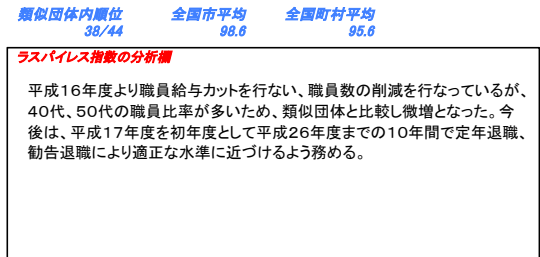 類似団体内順位 全国市平均 全国町村平均
38/44 98.6 95.6
ラスパイレス指数の分析欄
平成16年度より職員給与カットを行ない、職員数の削減を行なっているが、
40代、50代の職員比率が多いため、類似団体と比較し微増となった。今
後は、平成17年度を初年度として平成26年度までの10年間で定年退職、
勧告退職により適正な水準に近づけるよう務める。